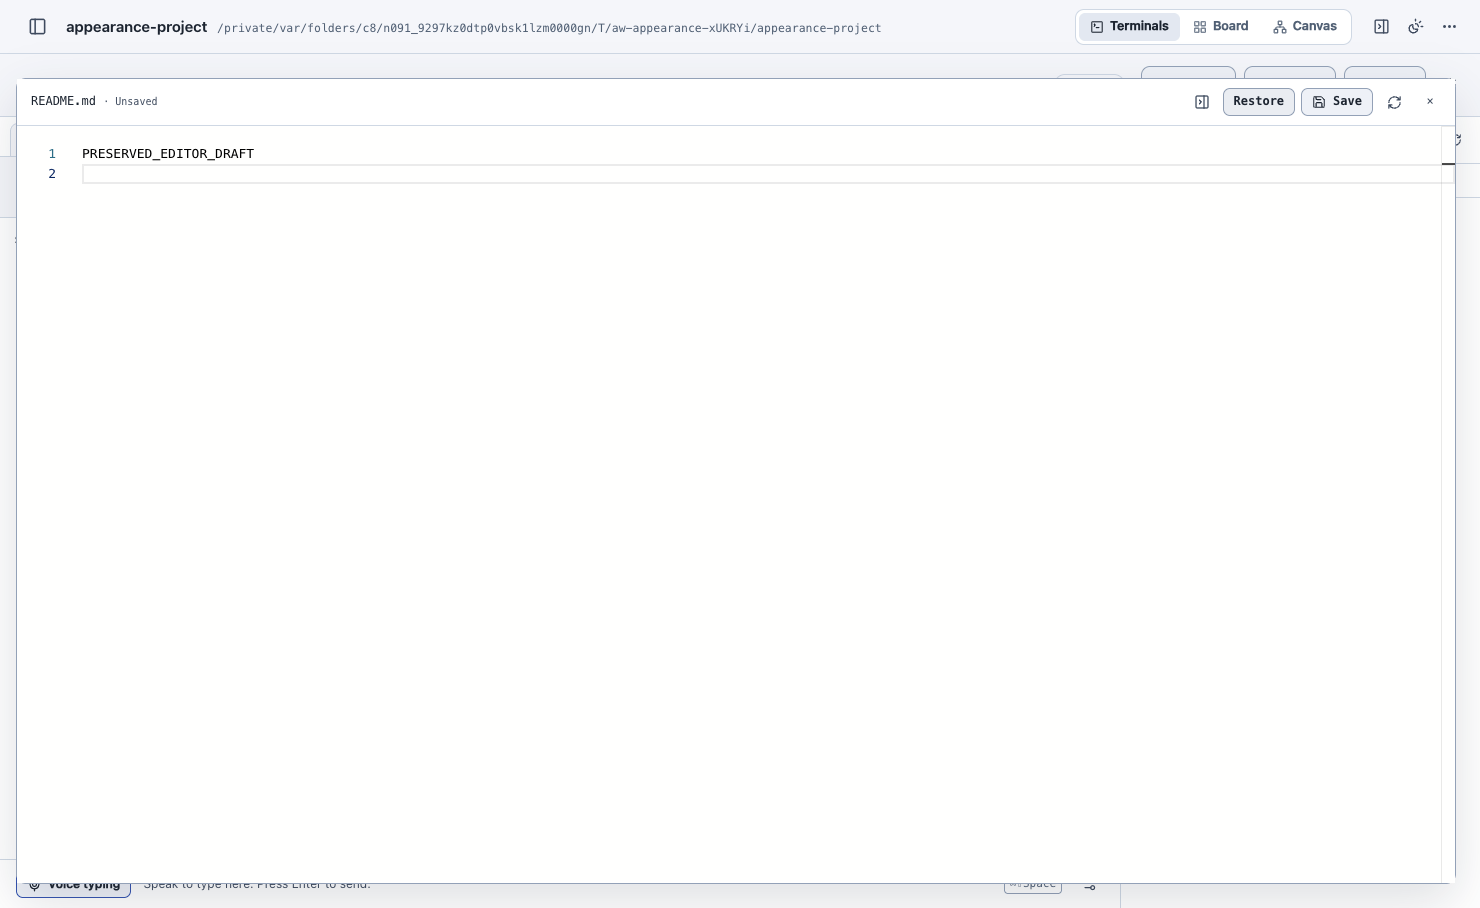 appearance-project /private/var/folders/c8/n091_9297kz0dtp0vbsk1lzm0000gn/T/aw-appearance-xUKRYi/appearance-project
Terminals Board Canvas
README.md · Unsaved
Restore Save
1 PRESERVED_EDITOR_DRAFT
2
Voice typing Speak to type here. Press Enter to send.
Space